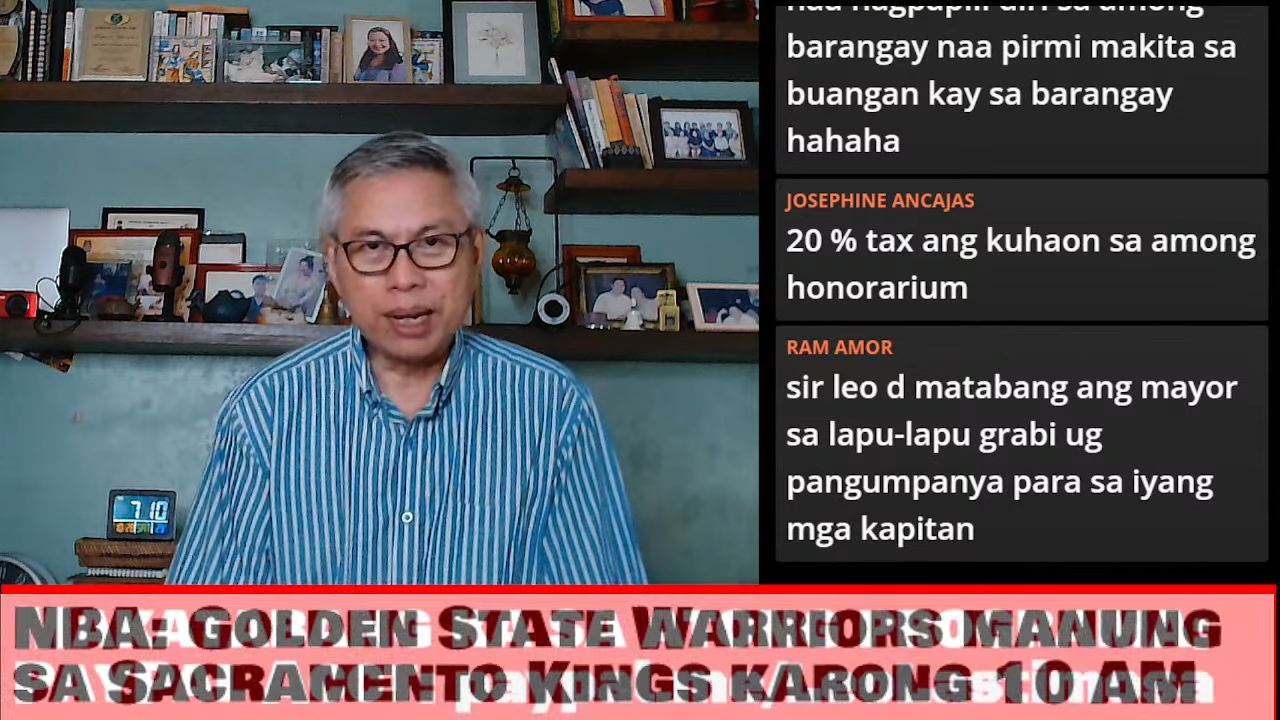 barangay naa pirmi makita sa
buangan kay sa barangay
hahaha
JOSEPHINE ANCAJAS
20 % tax ang kuhaon sa among
honorarium
RAM AMOR
sir leo d matabang ang mayor
sa lapu-lapu grabi ug
pangumpanya para sa iyang
mga kapitan
7 10
NBA: GOLDEN STATE WARRIORS MANUNG
SA SACRAMENTO KINGS KARONG 10 AM